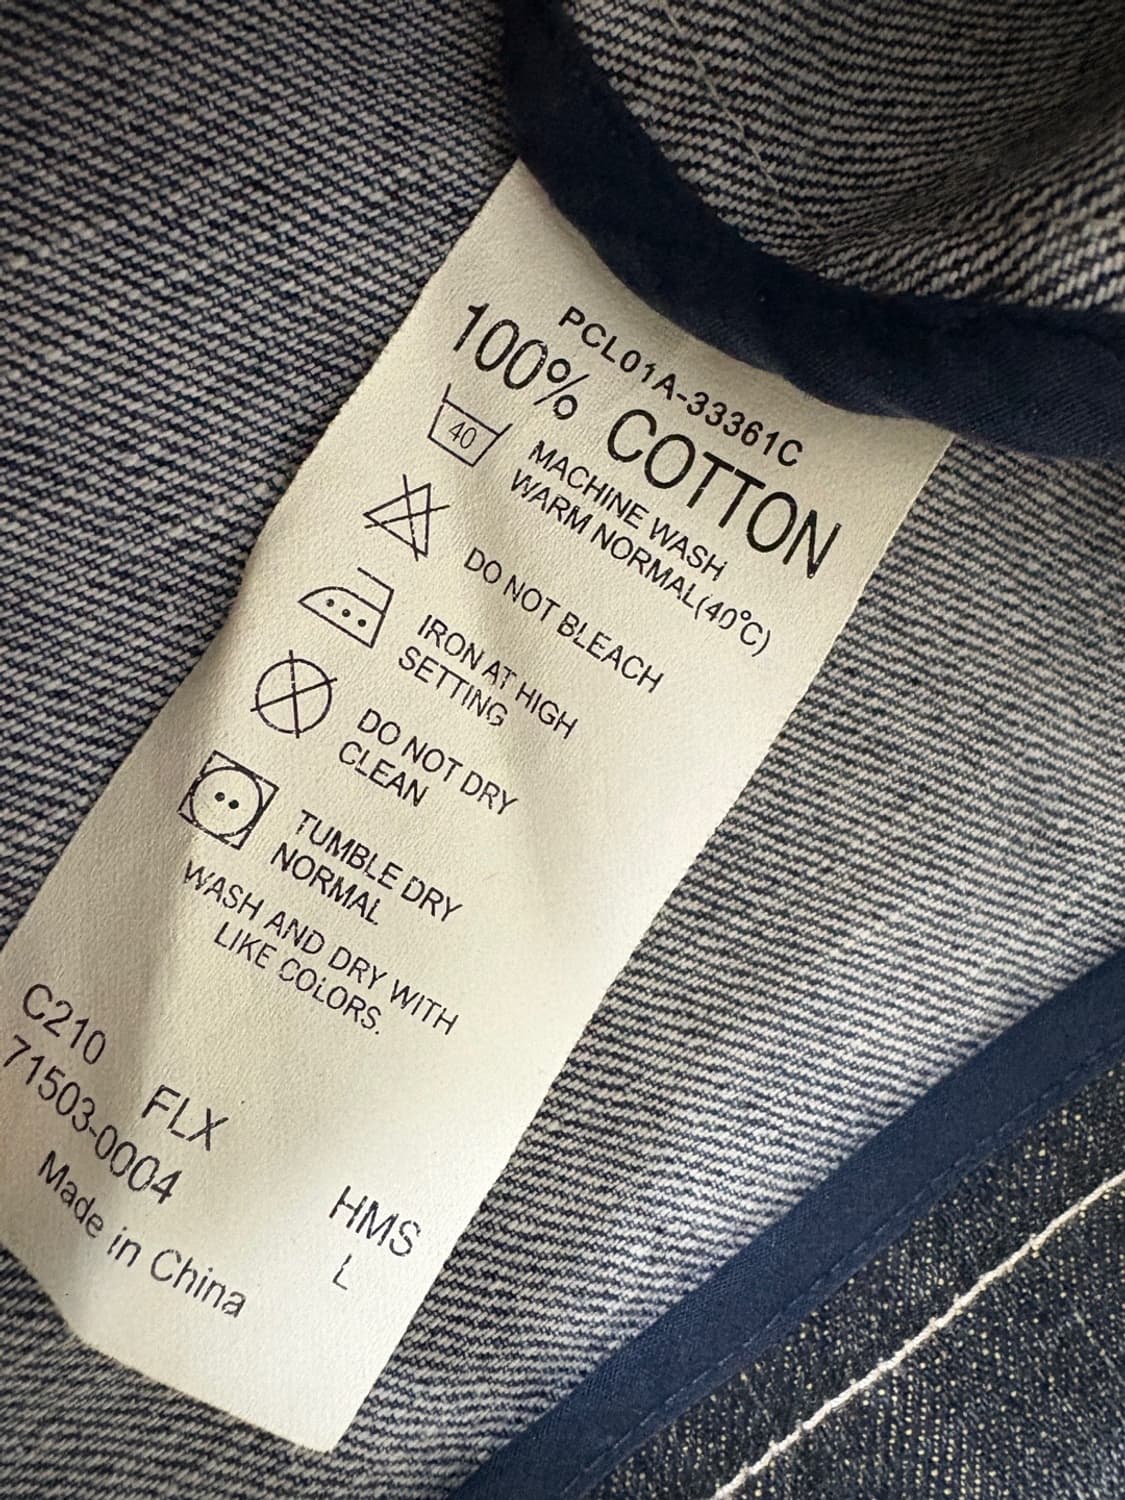 PCL01A-33361C
100% COTTON
40
MACHINE WASH
WARM NORMAL(40°C)
DO NOT BLEACH
IRON AT HIGH
SETTING
DO NOT DRY
CLEAN
TUMBLE DRY
NORMAL
WASH AND DRY WITH
LIKE COLORS.
C210
FLX
71503-0004
HMS
L
Made in China